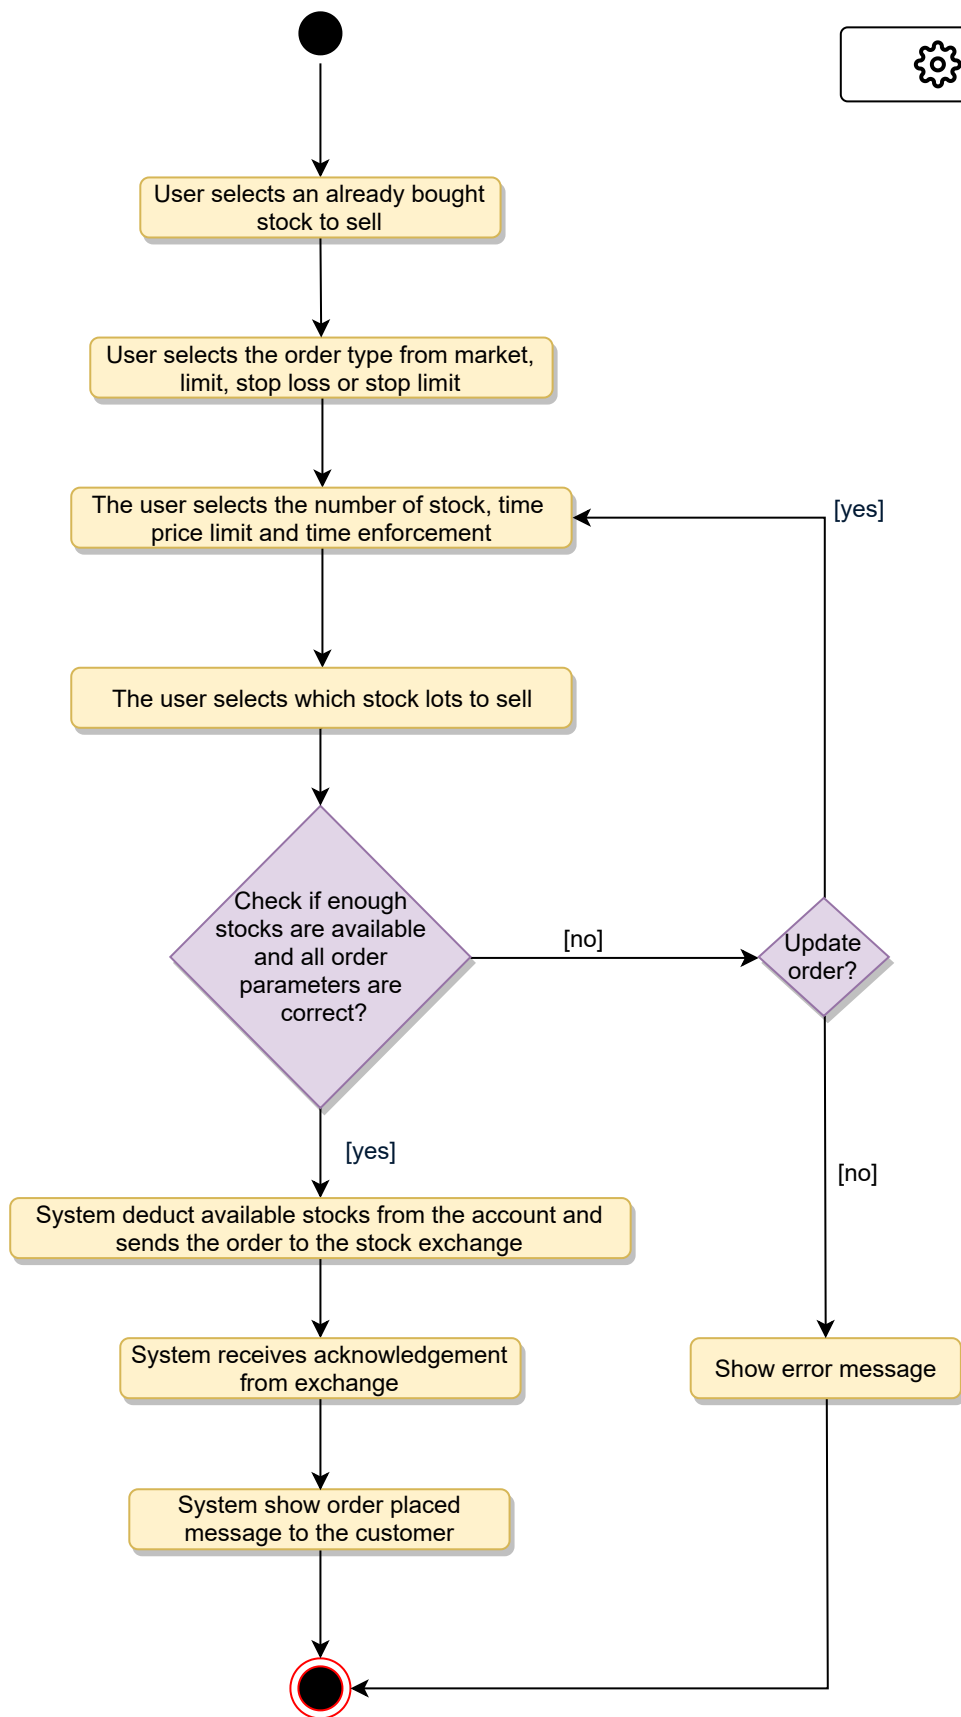 User selects an already bought
stock to sell
User selects the order type from market,
limit, stop loss or stop limit
The user selects the number of stock, time
price limit and time enforcement
[yes]
The user selects which stock lots to sell
Check if enough
stocks are available
and all order
parameters are
correct?
[no]
Update
order?
[yes]
[no]
System deduct available stocks from the account and
sends the order to the stock exchange
System receives acknowledgement
from exchange
Show error message
System show order placed
message to the customer